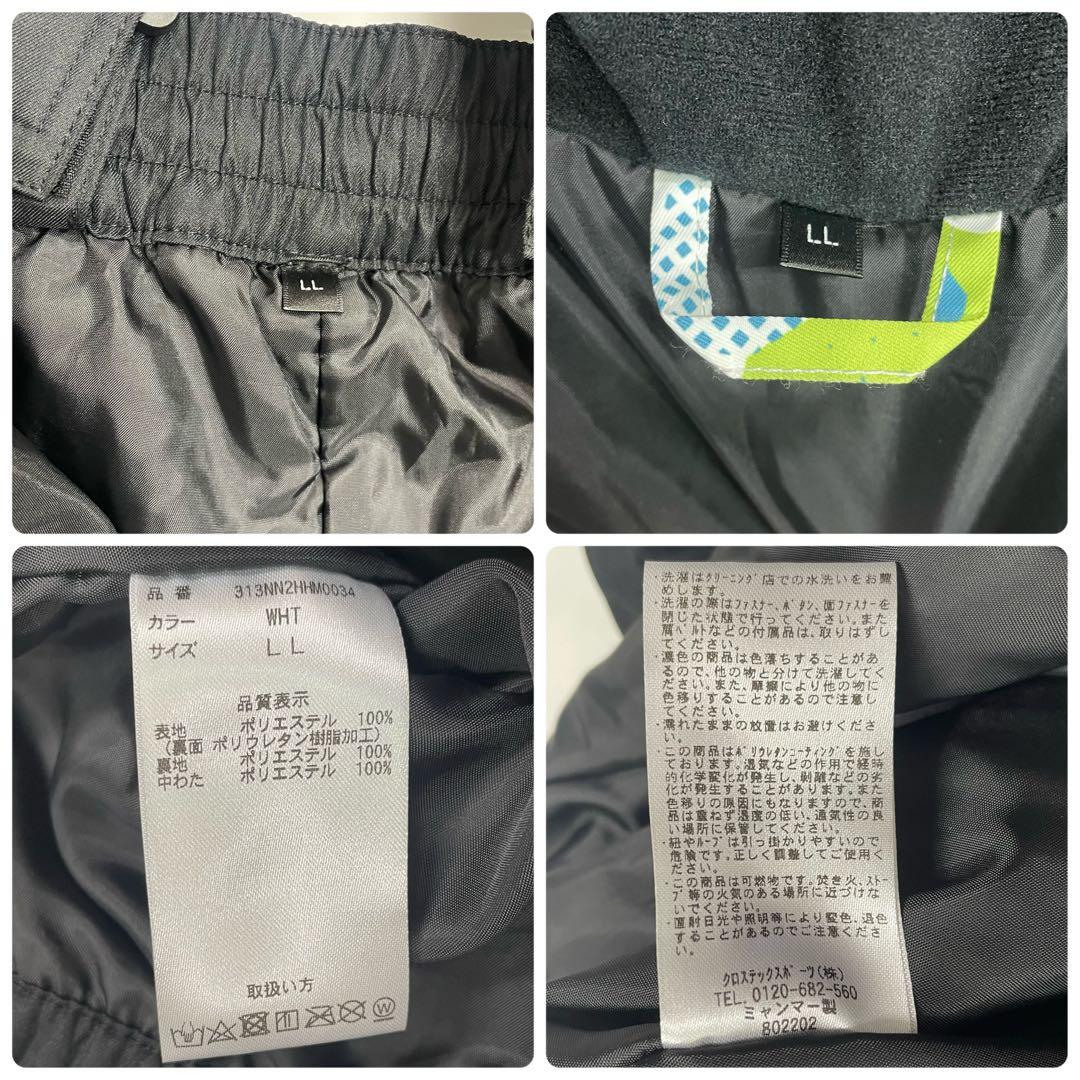 LL
LL
品 番 313NN2HHM0034
カラー WHT
サイズ LL
品質表示
表地 ポリエステル 100%
(裏面 ポリウレタン樹脂加工)
裏地 ポリエステル 100%
中わた ポリエステル 100%
取扱い方
W
・洗濯はクリーニング店での水洗いをお薦
めします。
・洗濯の際はファスナー、ボタン、面ファスナーを
閉じた状態で行ってください。また
肩ベルトなどの付属品は、取りはずし
てください。
・濃色の商品は色落ちすることがあ
るので、他の物と分けて洗濯してく
ださい。また、摩擦により他の物に
色移りすることがあるので注意し
てください。
・濡れたままの放置はお避けくださ
い。
・この商品はポリウレタンコーティングを施し
ております。湿気などの作用で経時
的化学変化が発生し、剥離などの劣
化が発生することがあります。また
色移りの原因にもなりますので、商
品は重ねず湿度の低い、通気性の良
い場所に保管してください。
・紐やループは引っ掛かりやすいので
危険です。正しく調整してご使用く
ださい。
・この商品は可燃物です。焚き火、ストー
ブ等の火気のある場所に近づけな
いでください。
・直射日光や照明等により変色、退色
することがあるのでご注意くださ
い。
クロステックスポーツ(株)
TEL.0120-682-560
ミャンマー製
802202